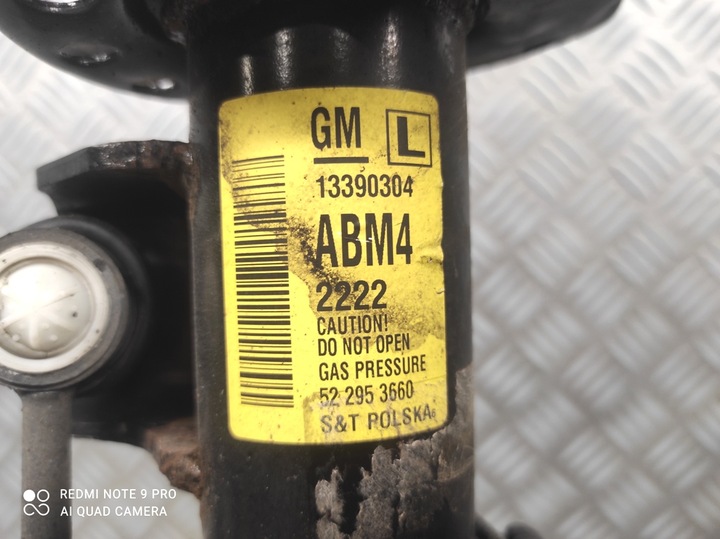 GM L
13390304
ABM4
2222
CAUTION!
DO NOT OPEN
GAS PRESSURE
52 295 3660
S&T POLSKA
REDMI NOTE 9 PRO
AI QUAD CAMERA